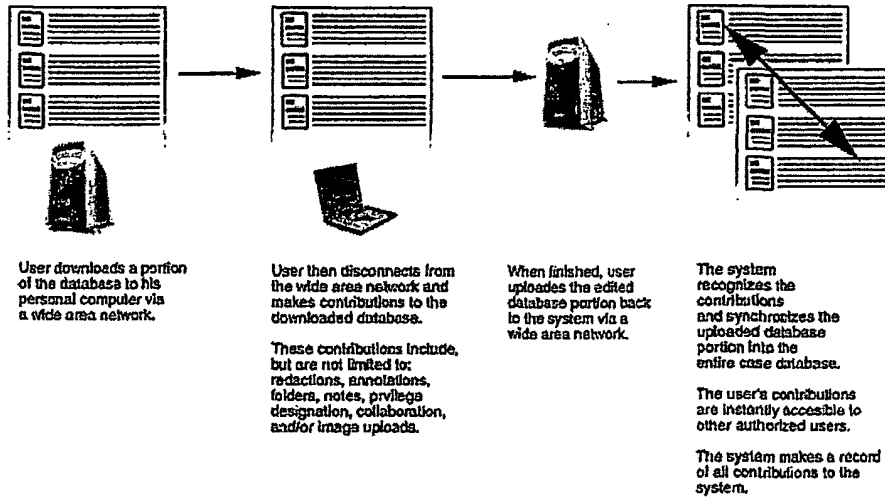 User downloads a portion
of the database to his
personal computer via
a wide area network.
User then disconnects from
the wide area network and
makes contributions to the
downloaded database.
These contributions include,
but are not limited to:
redactions, annotations,
folders, notes, privilege
designation, collaboration,
and/or image uploads.
When finished, user
uploades the edited
database portion back
to the system via a
wide area network.
The system
recognizes the
contributions
and synchronizes the
uploaded database
portion into the
entire case database.
The user's contributions
are instantly accesible to
other authorized users.
The system makes a record
of all contributions to the
system.